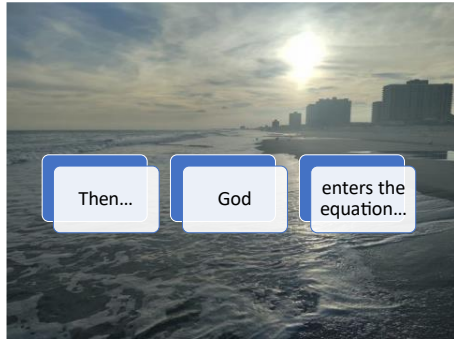 Then…
God
enters the
equation…